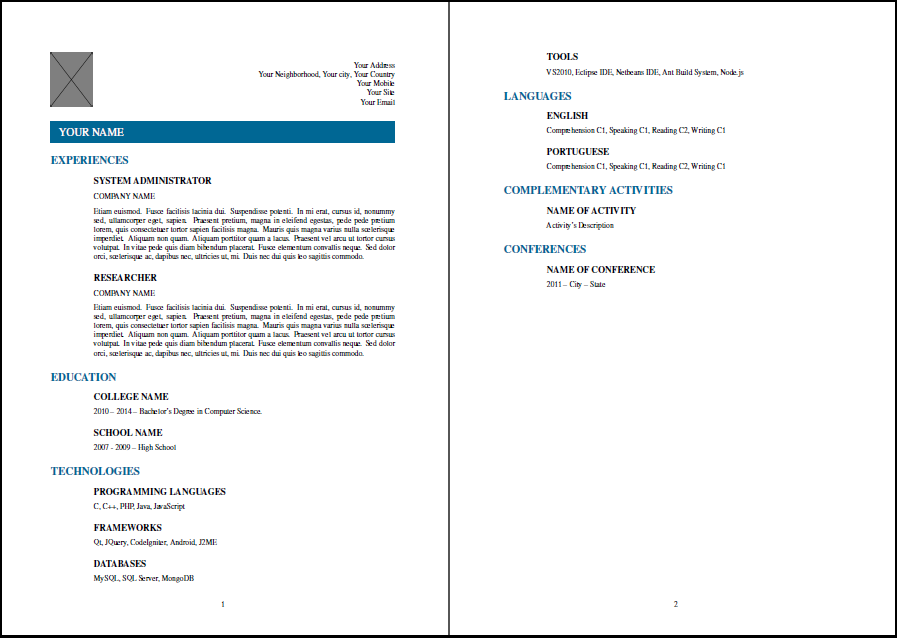 Your Address
Your Neighborhood, Your city, Your Country
Your Mobile
Your Site
Your Email
YOUR NAME
EXPERIENCES
SYSTEM ADMINISTRATOR
COMPANY NAME
Etiam euismod. Fusce facilisis lacinia dui. Suspendisse potenti. In mi erat, cursus id, nonummy
sed, ullamcorper eget, sapien. Praesent pretium, magna in eleifend egestas, pede pede pretium
lorem, quis consectetuer tortor sapien facilisis magna. Mauris quis magna varius nulla scelerisque
imperdiet. Aliquam non quam. Aliquam porttitor quam a lacus. Praesent vel arcu ut tortor cursus
volutpat. In vitae pede quis diam bibendum placerat. Fusce elementum convallis neque. Sed dolor
orci, scelerisque ac, dapibus nec, ultricies ut, mi. Duis nec dui quis leo sagittis commodo.
RESEARCHER
COMPANY NAME
Etiam euismod. Fusce facilisis lacinia dui. Suspendisse potenti. In mi erat, cursus id, nonummy
sed, ullamcorper eget, sapien. Praesent pretium, magna in eleifend egestas, pede pede pretium
lorem, quis consectetuer tortor sapien facilisis magna. Mauris quis magna varius nulla scelerisque
imperdiet. Aliquam non quam. Aliquam porttitor quam a lacus. Praesent vel arcu ut tortor cursus
volutpat. In vitae pede quis diam bibendum placerat. Fusce elementum convallis neque. Sed dolor
orci, scelerisque ac, dapibus nec, ultricies ut, mi. Duis nec dui quis leo sagittis commodo.
EDUCATION
COLLEGE NAME
2010 – 2014 – Bachelor's Degree in Computer Science.
SCHOOL NAME
2007 - 2009 – High School
TECHNOLOGIES
PROGRAMMING LANGUAGES
C, C++, PHP, Java, JavaScript
FRAMEWORKS
Qt, JQuery, CodeIgniter, Android, J2ME
DATABASES
MySQL, SQL Server, MongoDB
1
TOOLS
VS2010, Eclipse IDE, Netbeans IDE, Ant Build System, Node.js
LANGUAGES
ENGLISH
Comprehension C1, Speaking C1, Reading C2, Writing C1
PORTUGUESE
Comprehension C1, Speaking C1, Reading C2, Writing C1
COMPLEMENTARY ACTIVITIES
NAME OF ACTIVITY
Activity's Description
CONFERENCES
NAME OF CONFERENCE
2011 – City – State
2